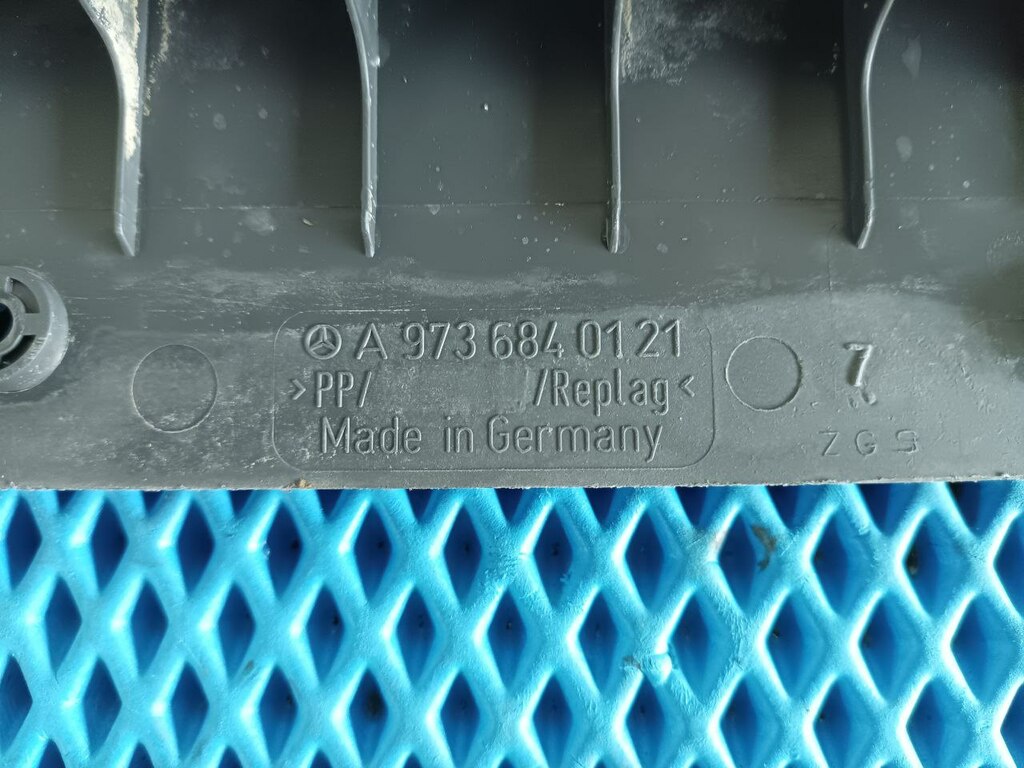 A 973 684 01 21
>PP/ /Replag<
Made in Germany
7
ZGS